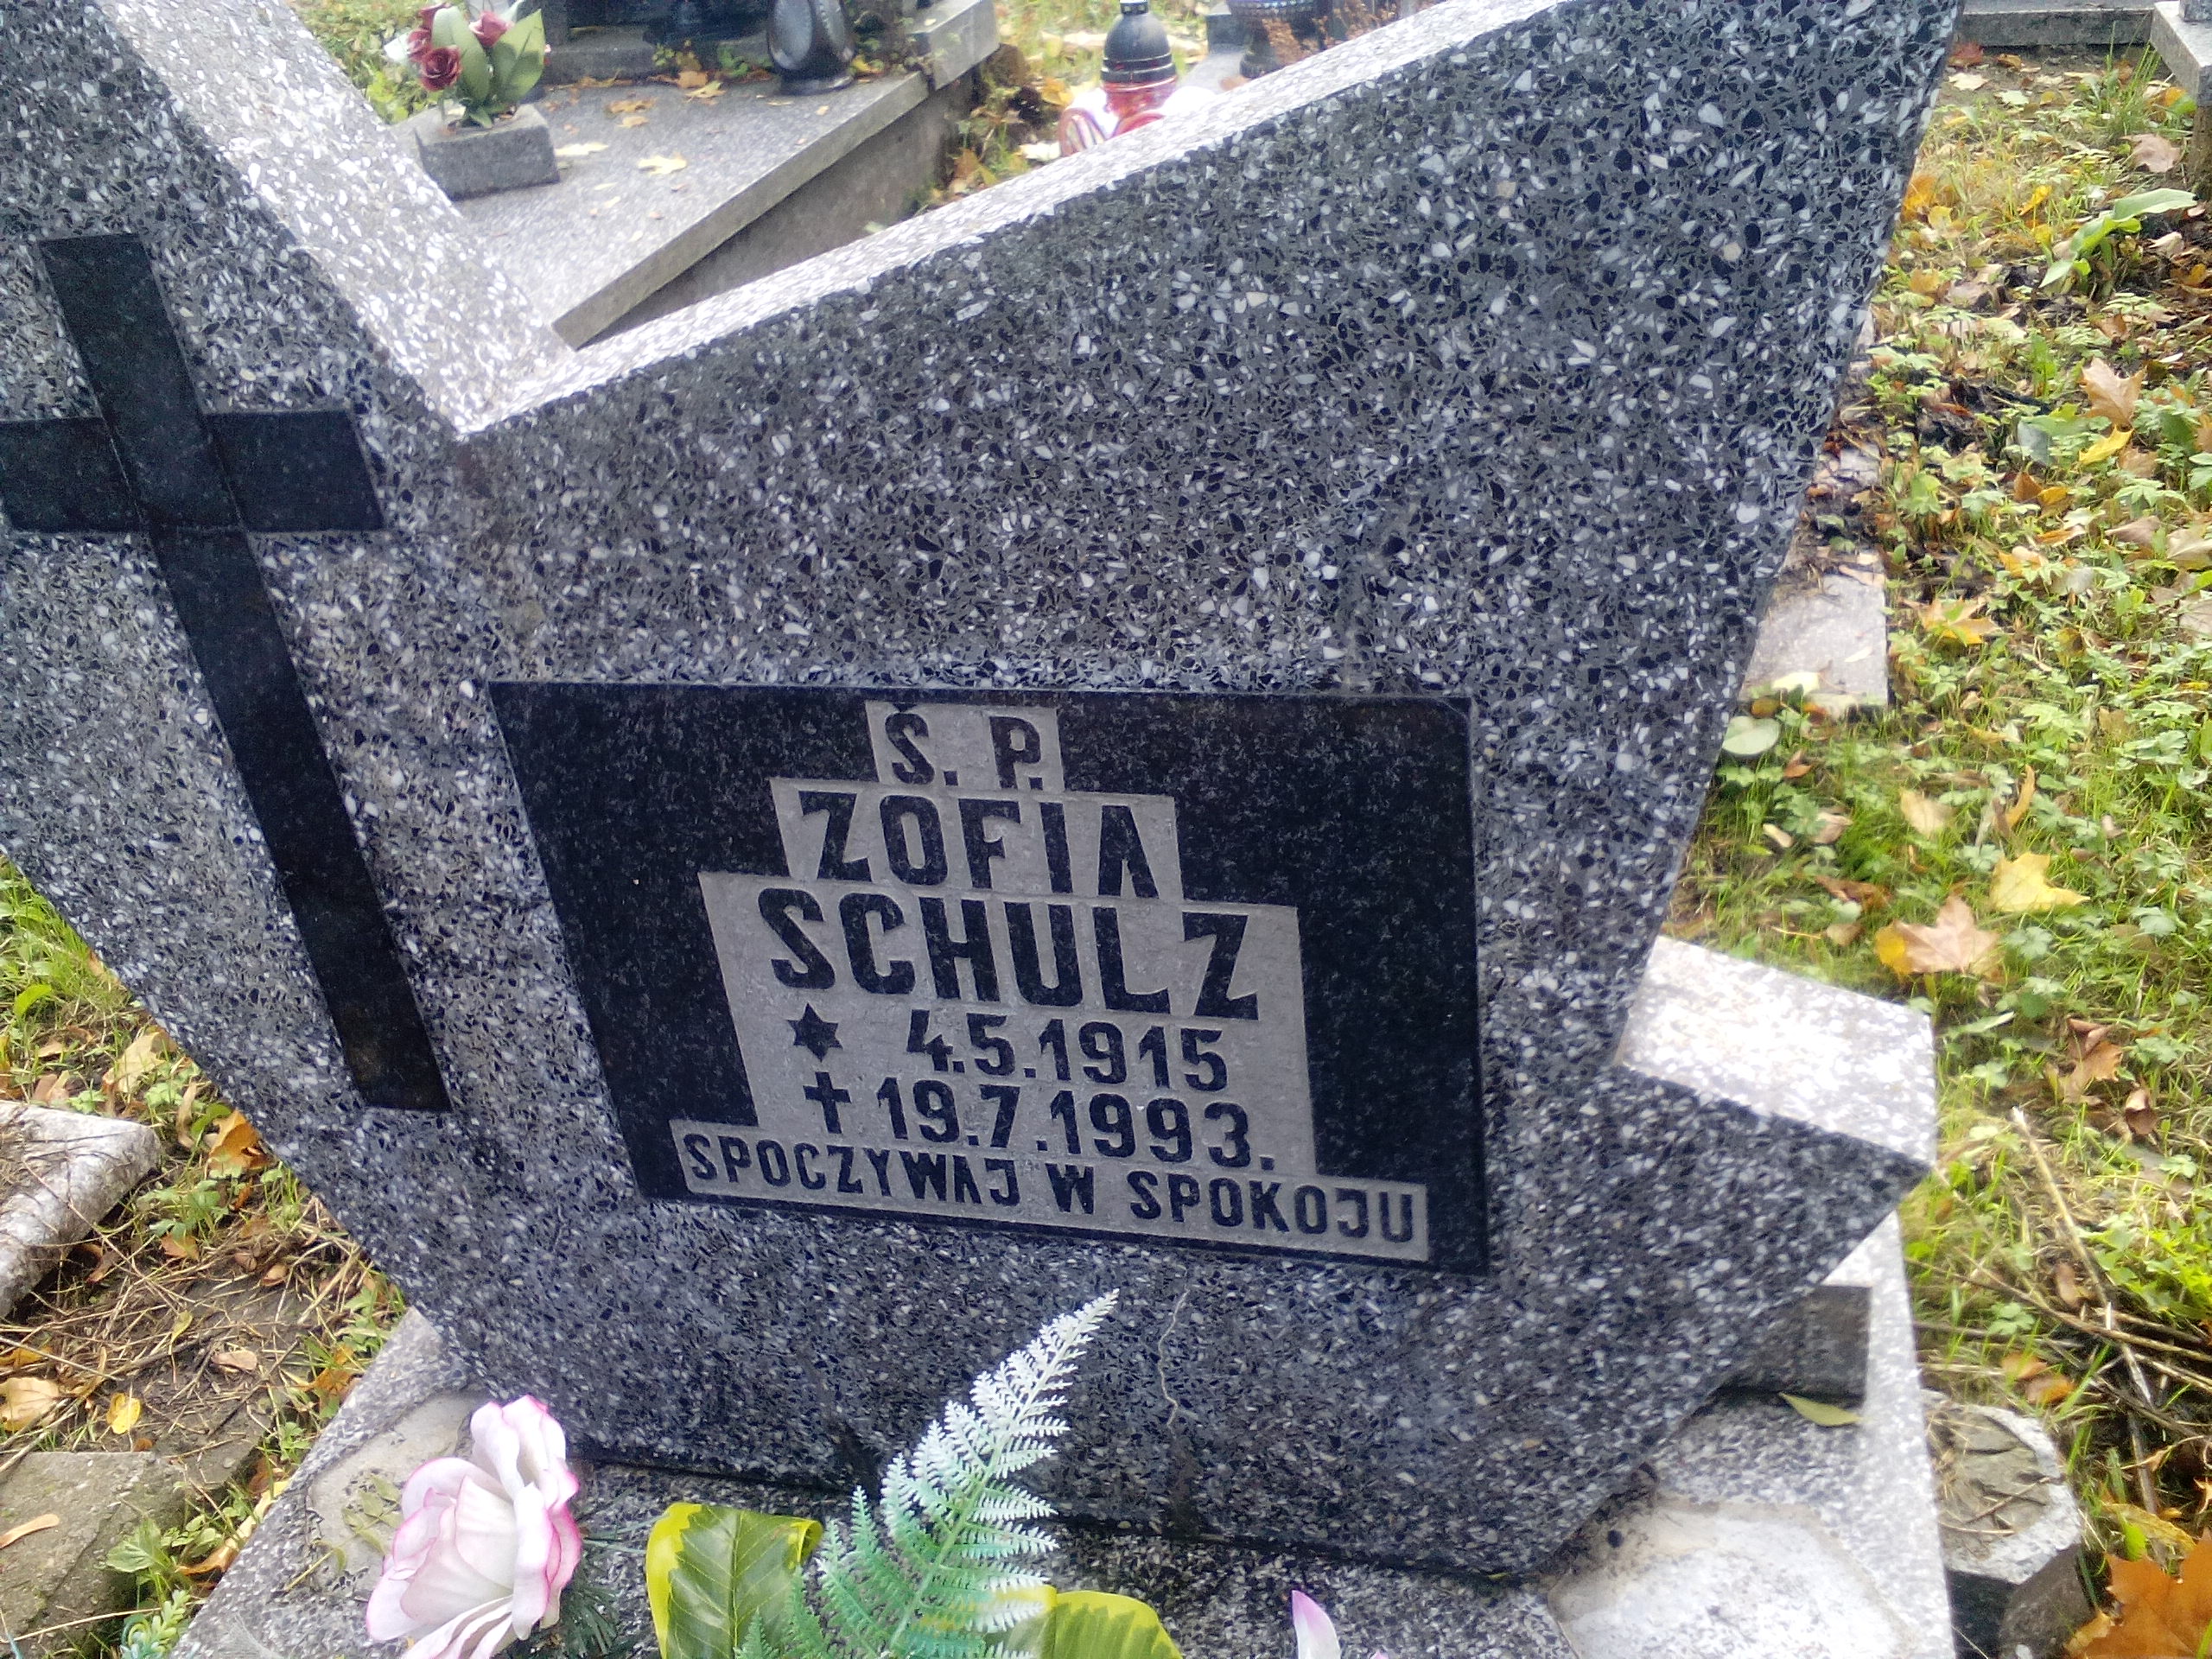 Ś. P.
ZOFIA
SCHULZ
✶ 4.5.1915
✝ 19.7.1993.
SPOCZYWAJ W SPOKOJU